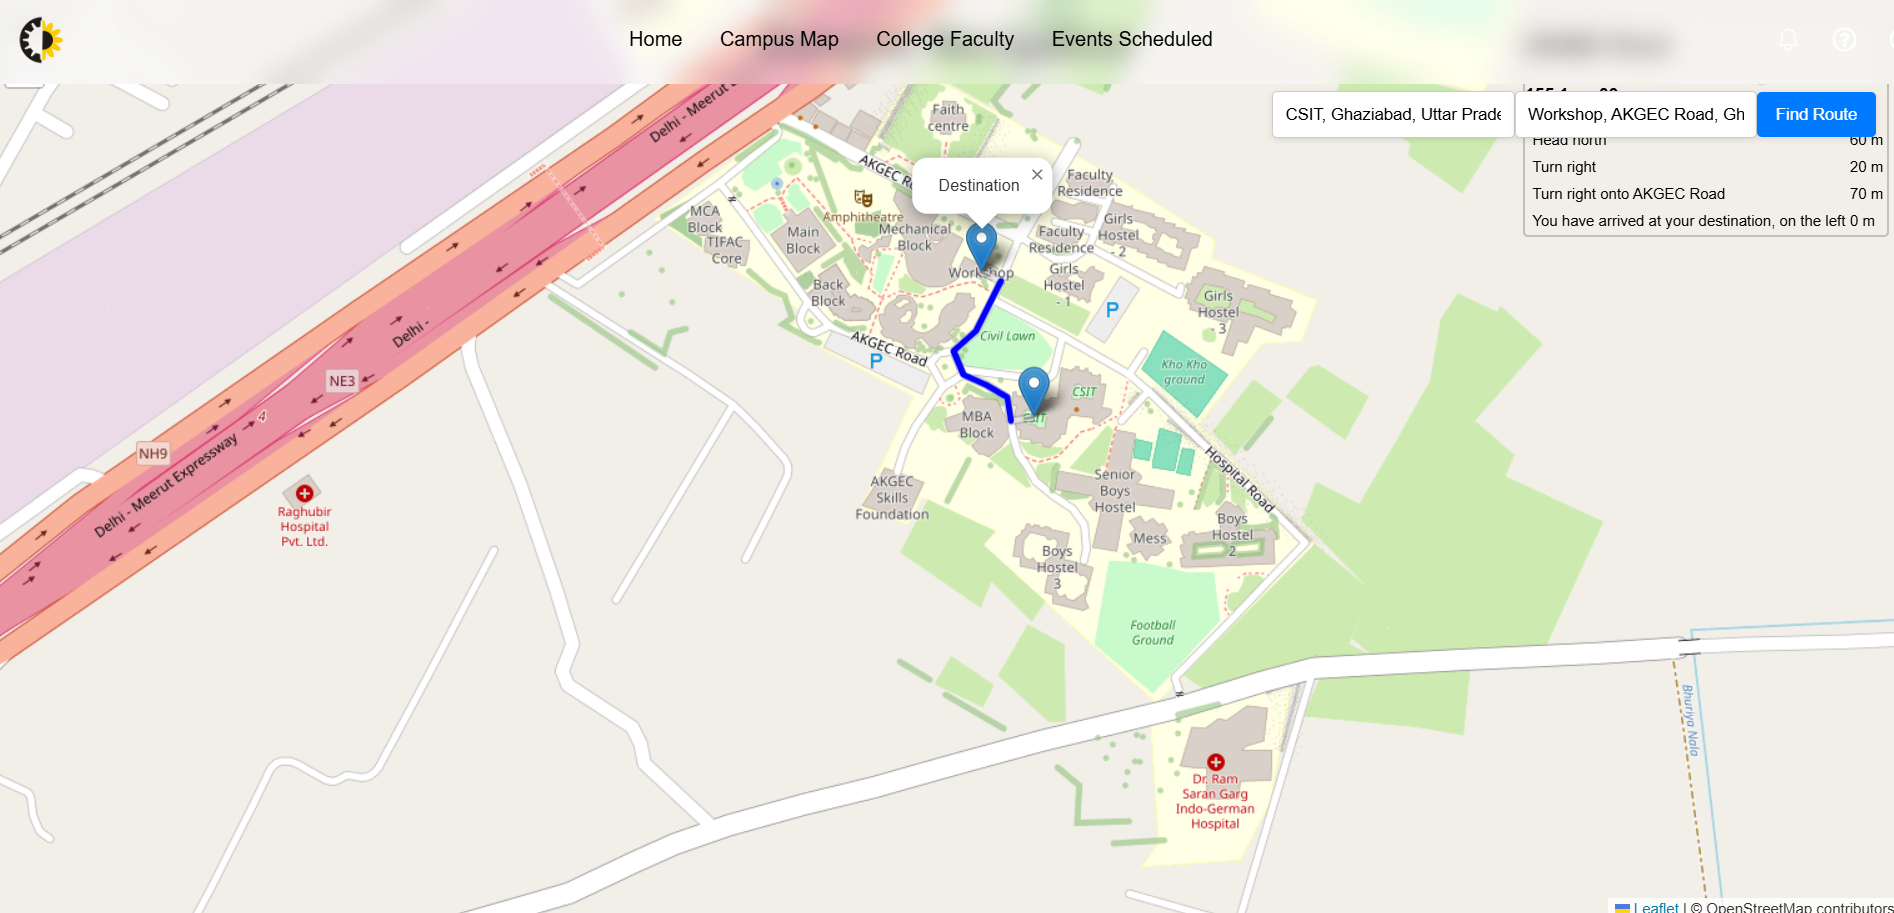 Home
Campus Map
College Faculty
Events Scheduled
CSIT, Ghaziabad, Uttar Prade
Workshop, AKGEC Road, Gh
Find Route
Head north 60 m
Turn right 20 m
Turn right onto AKGEC Road 70 m
You have arrived at your destination, on the left 0 m
Delhi - Meerut
Faith
centre
AKGEC
Destination
×
Faculty
Residence
Amphitheatre
MCA
Block
TIFAC
Core
Main
Block
Mechanical
Block
Faculty
Residence
Girls
Hostel
- 2
Workshop
Girls
Hostel
- 1
Back
Block
P
Girls
Hostel
- 3
Civil Lawn
AKGEC Road
P
Kho Kho
ground
Delhi -
NE3
4
NH9
Delhi - Meerut Expressway
CSIT
CSIT
MBA
Block
Raghubir
Hospital
Pvt. Ltd.
AKGEC
Skills
Foundation
Senior
Boys
Hostel
Hospital Road
Mess
Boys
Hostel
2
Boys
Hostel
3
Football
Ground
Bhuriya Nala
Dr. Ram
Saran Garg
Indo-German
Hospital
Leaflet | © OpenStreetMap contributors